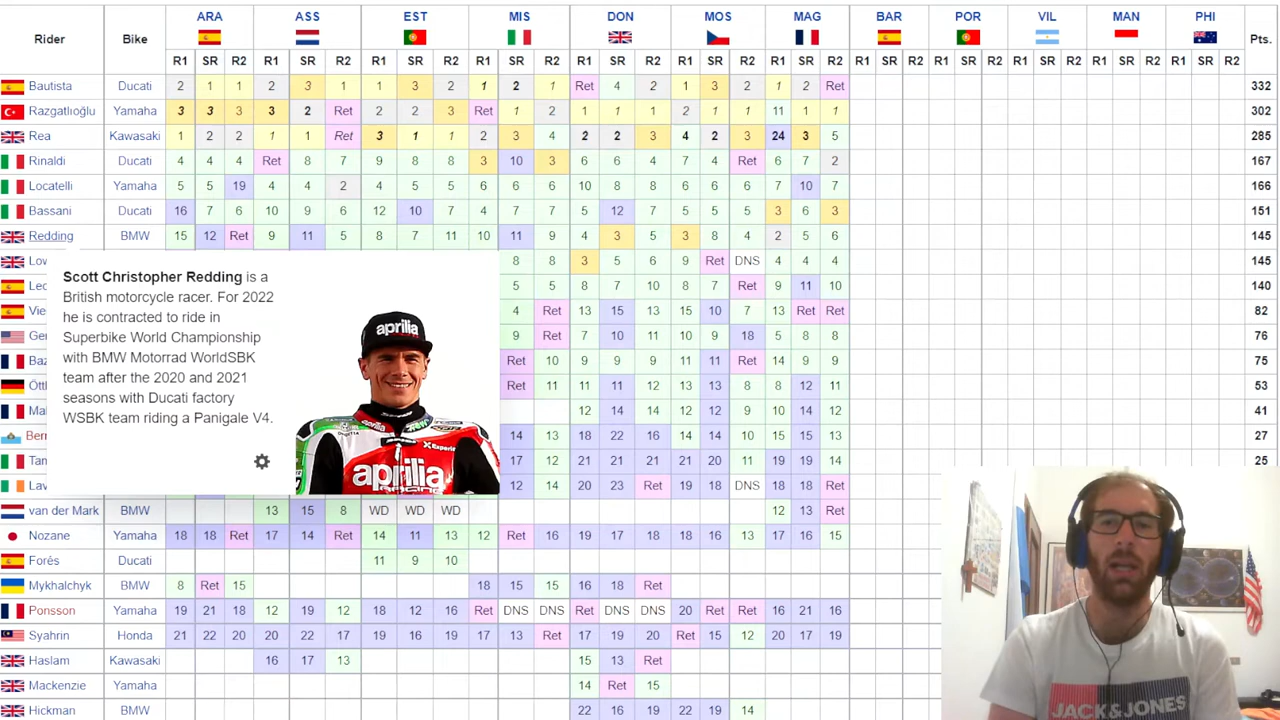 ARA ASS EST MIS DON MOS MAG BAR POR VIL MAN PHI
Rider Bike Pts.
R1 SR R2 R1 SR R2 R1 SR R2 R1 SR R2 R1 SR R2 R1 SR R2 R1 SR R2 R1 SR R2 R1 SR R2 R1 SR R2 R1 SR R2 R1 SR R2
Bautista Ducati 2 1 1 2 3 2 1 3 2 1 2 1 Ret 4 2 1 3 2 1 2 Ret 332
Razgatlıoğlu Yamaha 3 3 3 3 2 Ret 2 2 3 Ret 1 2 1 1 1 2 1 1 11 1 1 302
Rea Kawasaki 1 2 2 1 1 Ret 3 1 1 2 3 4 2 2 3 4 2 3 24 3 5 285
Rinaldi Ducati 4 4 4 Ret 8 7 9 8 8 3 10 3 6 6 4 7 4 Ret 6 7 2 167
Locatelli Yamaha 5 5 19 4 4 2 4 5 5 6 6 6 10 8 8 6 6 6 7 10 7 166
Bassani Ducati 16 7 6 10 9 6 12 10 7 4 7 7 5 12 7 5 5 5 3 6 3 151
Redding BMW 15 12 Ret 9 11 5 8 7 11 10 11 9 4 3 5 3 8 4 2 5 6 145
Lov 8 8 3 5 6 9 Ret DNS 4 4 4 145
Lec 5 5 8 7 10 8 7 Ret 9 11 10 140
Vie 4 Ret 13 15 13 15 10 7 13 Ret Ret 82
Ger 9 Ret 7 10 11 10 9 18 5 8 8 76
Baz Ret 10 9 9 9 11 11 Ret 14 9 9 75
Ött Ret 11 11 11 12 13 13 8 8 12 11 53
Mal 12 14 14 12 12 9 10 14 12 41
Bern 14 13 18 22 16 14 14 10 15 15 13 27
Tan 17 12 21 21 21 21 20 11 19 19 14 25
Lav 12 14 20 23 Ret 19 18 DNS 18 18 Ret
Scott Christopher Redding is a
British motorcycle racer. For 2022
he is contracted to ride in
Superbike World Championship
with BMW Motorrad WorldSBK
team after the 2020 and 2021
seasons with Ducati factory
WSBK team riding a Panigale V4.
aprilia
aprilia
van der Mark BMW 13 15 8 WD WD WD 12 13 Ret
Nozane Yamaha 18 18 Ret 17 14 Ret 14 11 13 12 Ret 16 19 17 18 18 16 13 17 16 15
Forés Ducati 11 9 10
Mykhalchyk BMW 8 Ret 15 18 15 15 16 18 Ret
Ponsson Yamaha 19 21 18 12 19 12 18 12 16 Ret DNS DNS Ret DNS DNS 20 Ret Ret 16 21 16
Syahrin Honda 21 22 20 20 22 17 19 16 19 17 13 Ret 17 19 20 Ret 15 12 20 17 19
Haslam Kawasaki 16 17 13 15 13 Ret
Mackenzie Yamaha 14 Ret 15
Hickman BMW 22 16 19 22 19 14
JACK&JONES